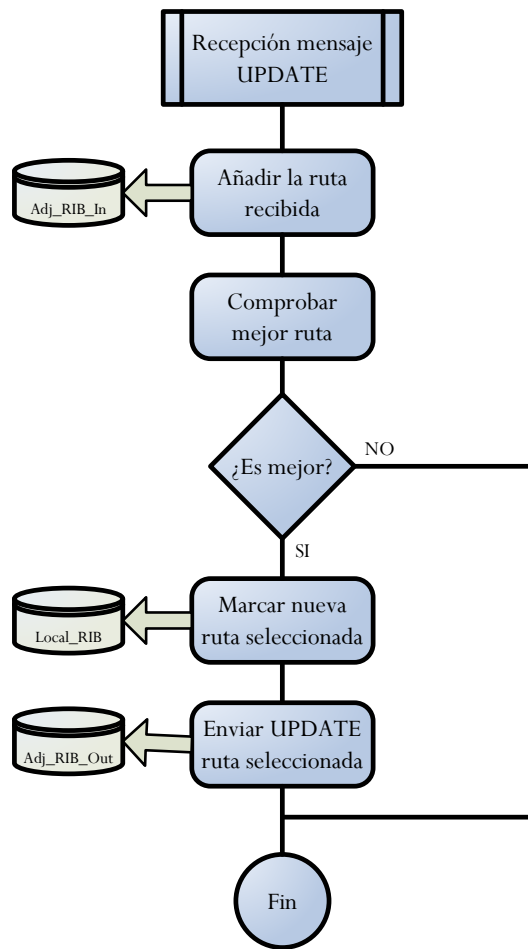 Recepción mensaje
UPDATE
Añadir la ruta
recibida
Adj_RIB_In
Comprobar
mejor ruta
¿Es mejor?
NO
SI
Marcar nueva
ruta seleccionada
Local_RIB
Enviar UPDATE
ruta seleccionada
Adj_RIB_Out
Fin